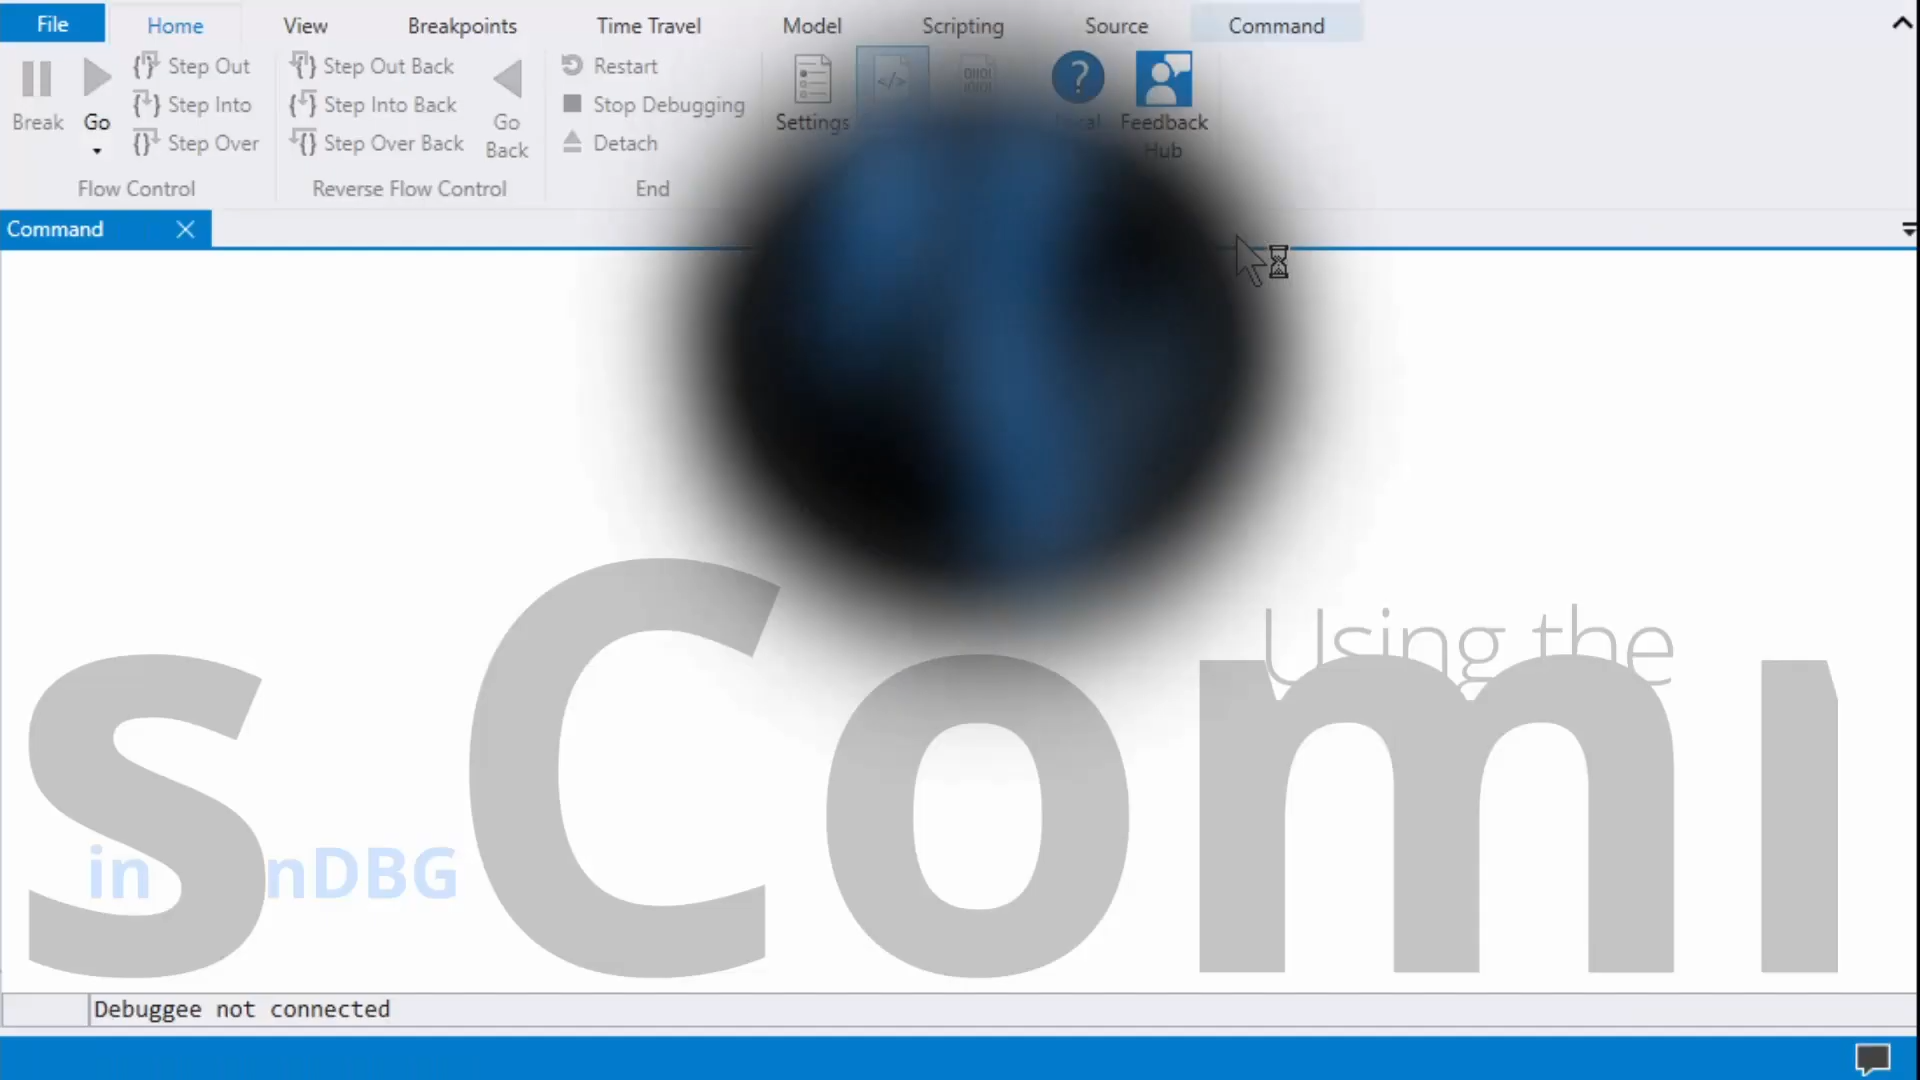 File Home View Breakpoints Time Travel Model Scripting Source Command
Break
Go
Step Out
Step Into
Step Over
Flow Control
Step Out Back
Step Into Back
Step Over Back
Go
Back
Reverse Flow Control
Restart
Stop Debugging
Detach
End
Settings
Feedback
Hub
Command
Using the
s Com
in nDBG
Debuggee not connected